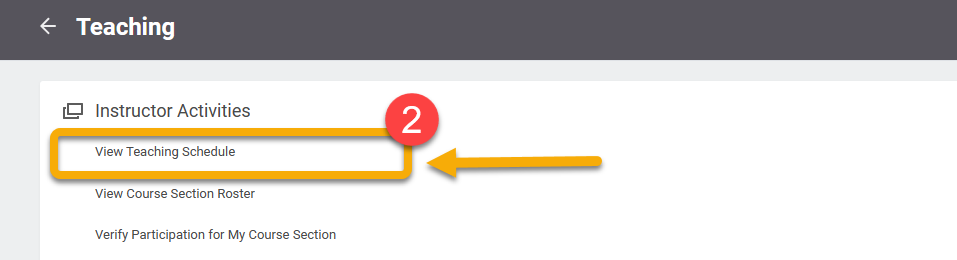 Teaching
Instructor Activities
2
View Teaching Schedule
View Course Section Roster
Verify Participation for My Course Section